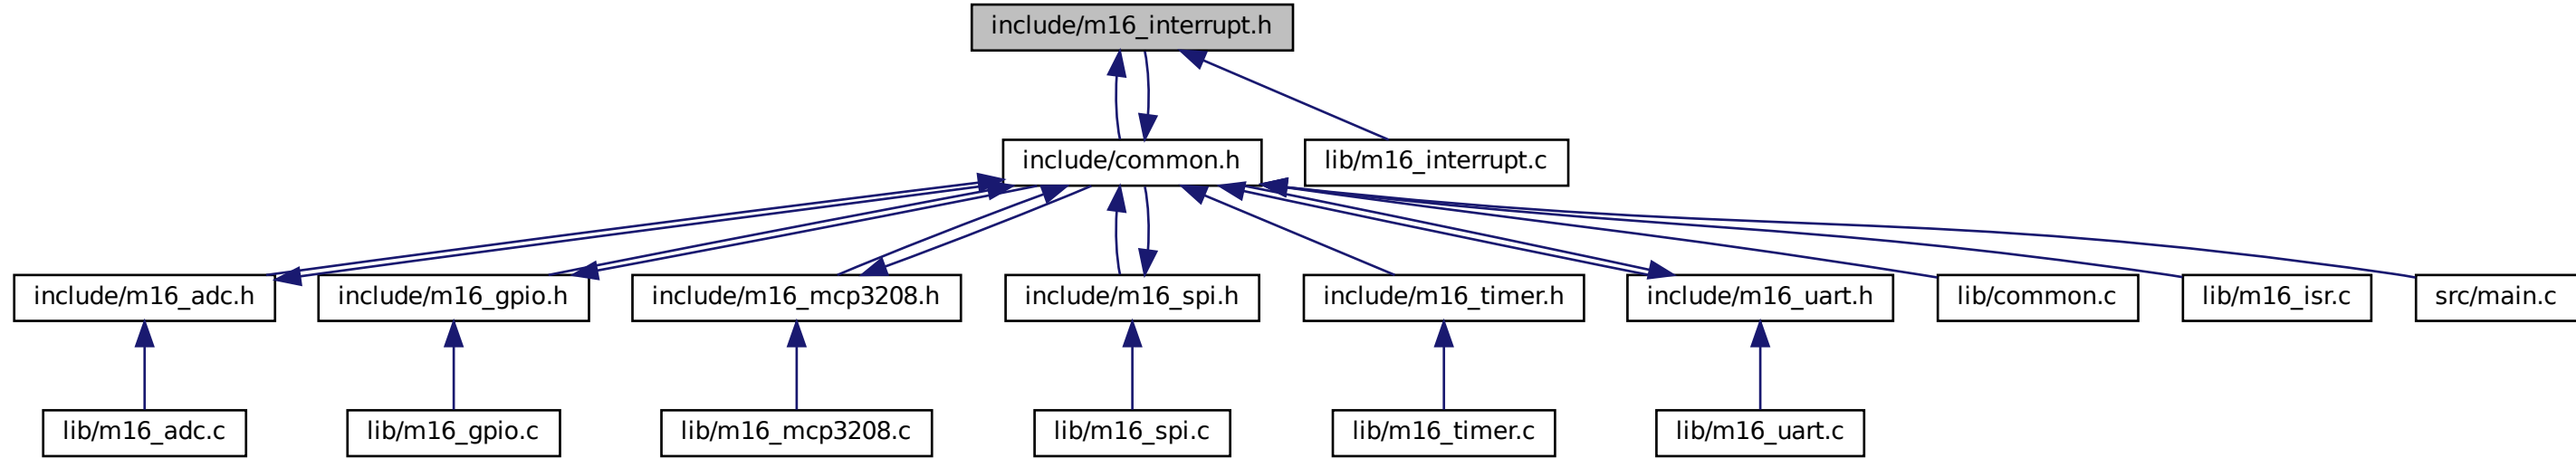 include/m16_interrupt.h
include/common.h
lib/m16_interrupt.c
include/m16_adc.h
include/m16_gpio.h
include/m16_mcp3208.h
include/m16_spi.h
include/m16_timer.h
include/m16_uart.h
lib/common.c
lib/m16_isr.c
src/main.c
lib/m16_adc.c
lib/m16_gpio.c
lib/m16_mcp3208.c
lib/m16_spi.c
lib/m16_timer.c
lib/m16_uart.c